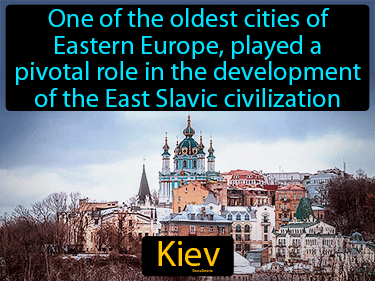 One of the oldest cities of
Eastern Europe, played a
pivotal role in the development
of the East Slavic civilization
Kiev